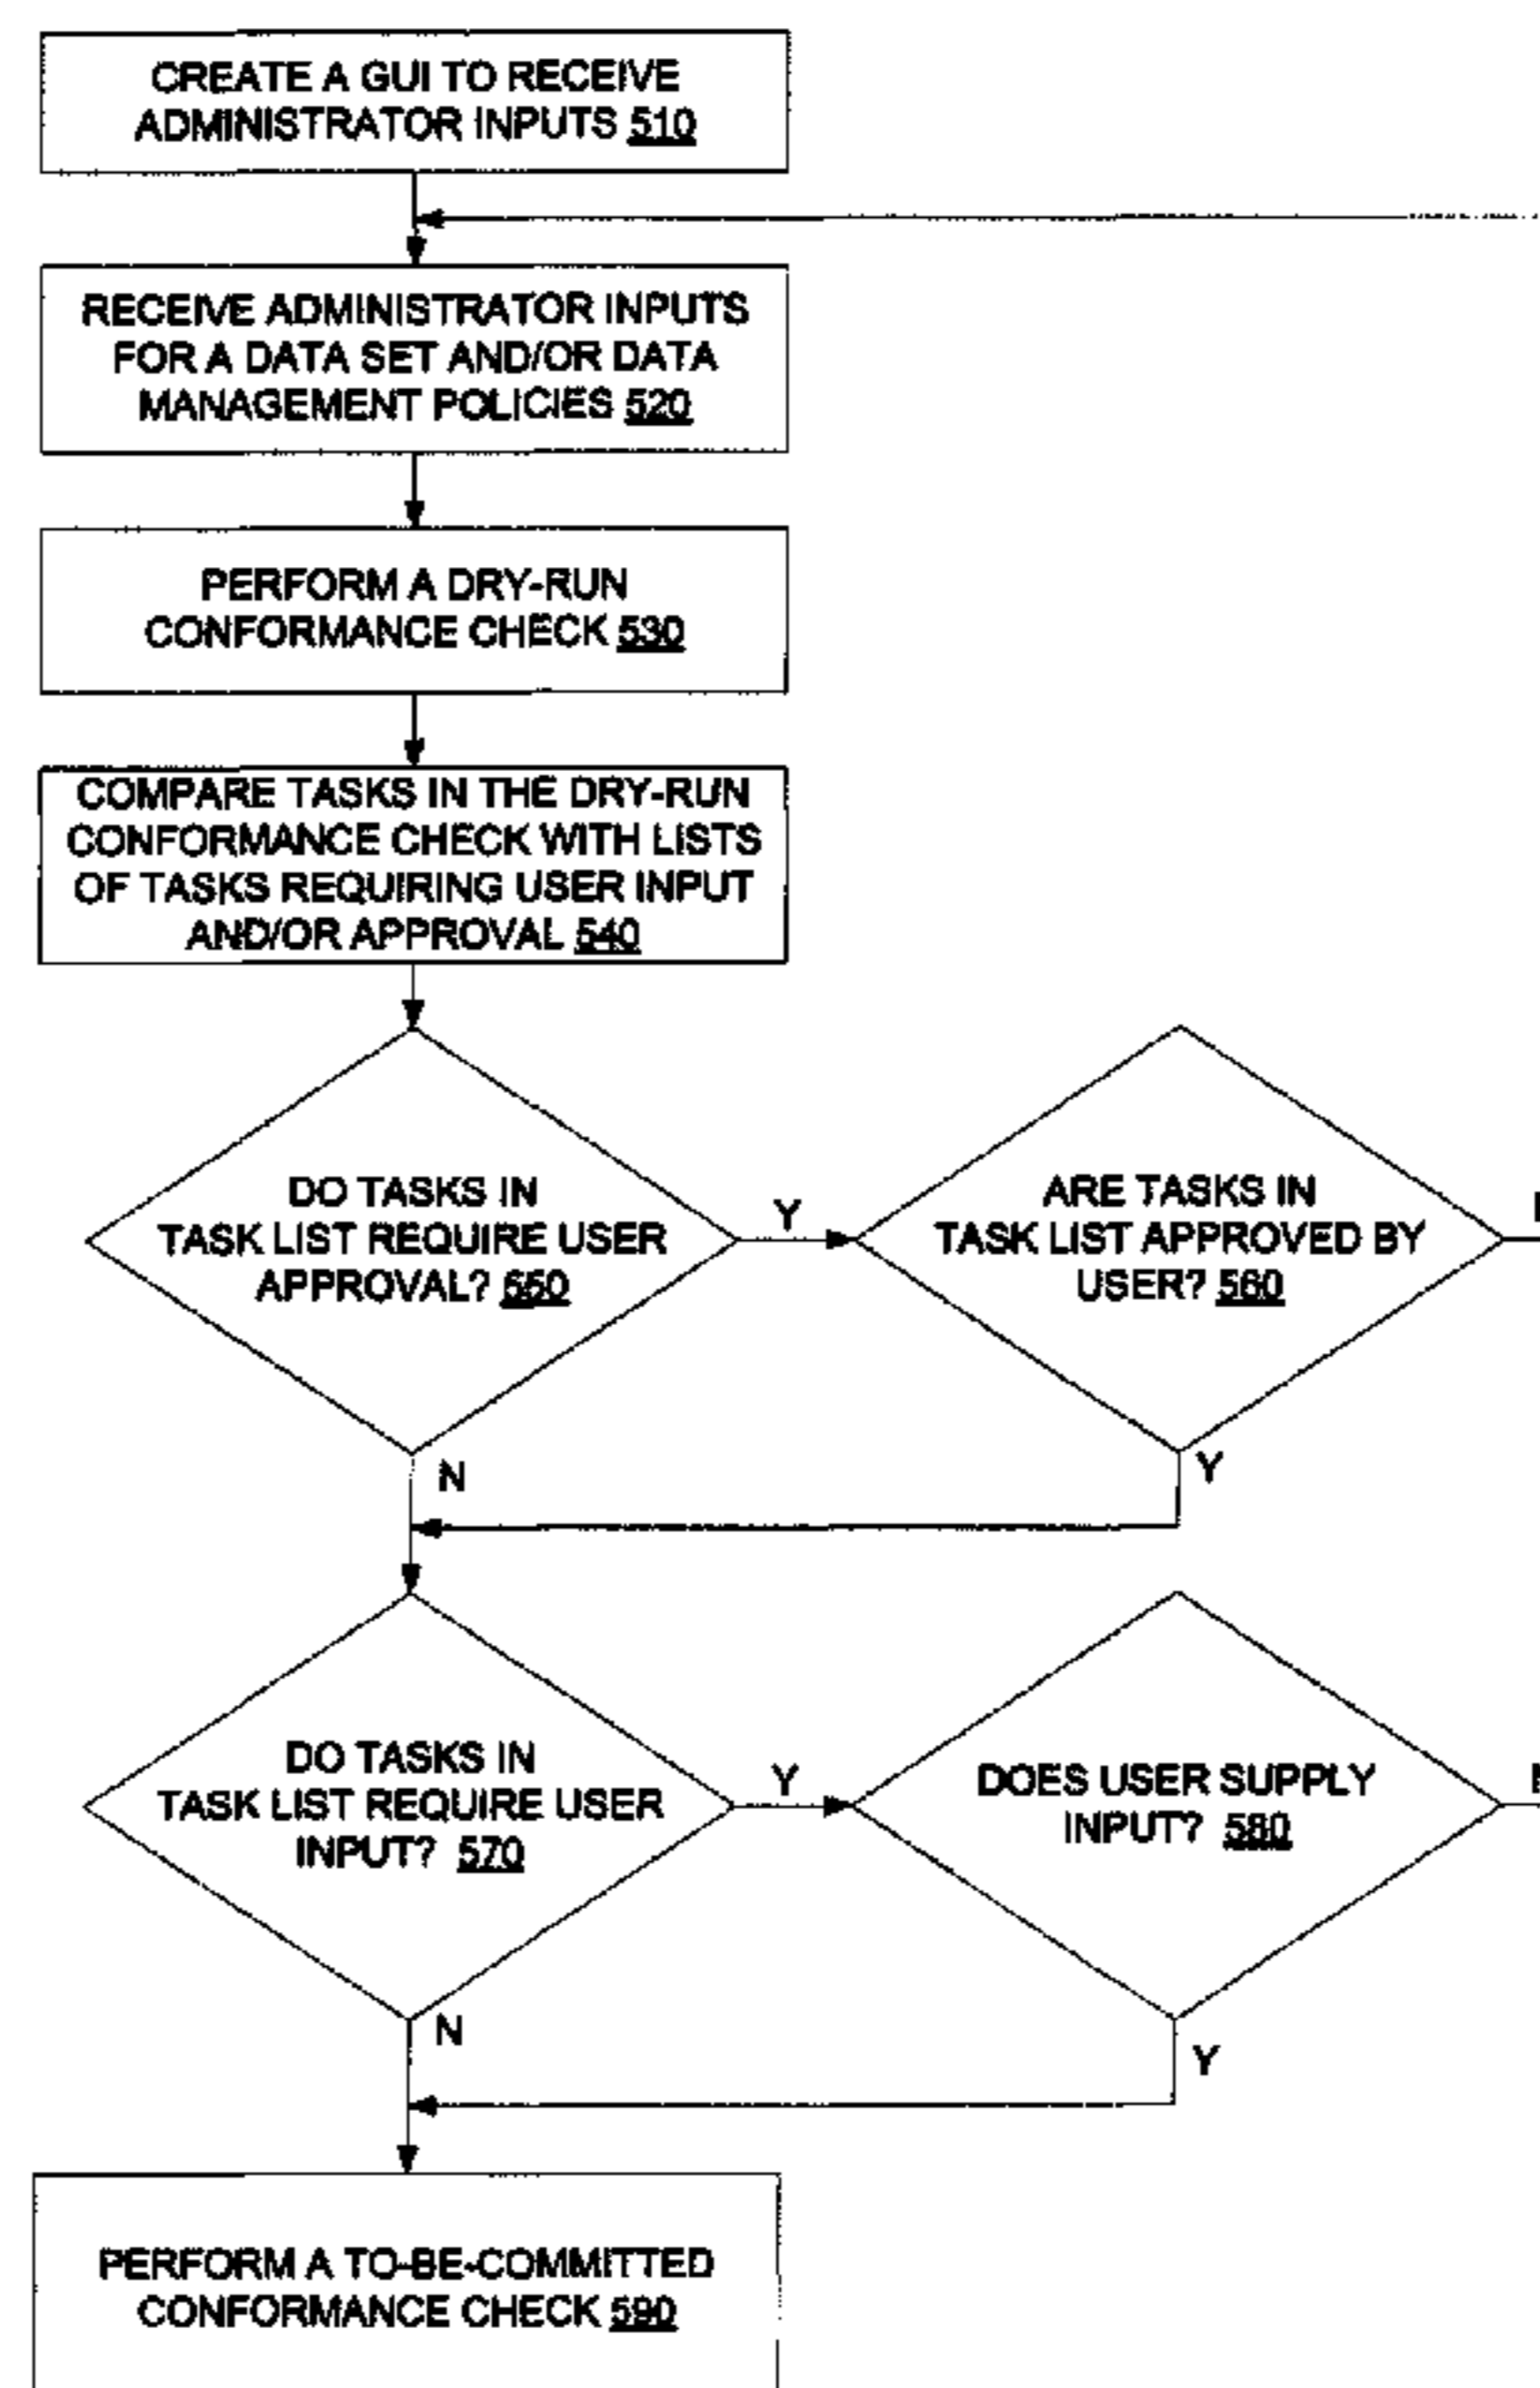 CREATE A GUI TO RECEIVE
ADMINISTRATOR INPUTS 510
RECEIVE ADMINISTRATOR INPUTS
FOR A DATA SET AND/OR DATA
MANAGEMENT POLICIES 520
PERFORM A DRY-RUN
CONFORMANCE CHECK 530
COMPARE TASKS IN THE DRY-RUN
CONFORMANCE CHECK WITH LISTS
OF TASKS REQUIRING USER INPUT
AND/OR APPROVAL 540
DO TASKS IN
TASK LIST REQUIRE USER
APPROVAL? 550
Y
ARE TASKS IN
TASK LIST APPROVED BY
USER? 560
N
Y
DO TASKS IN
TASK LIST REQUIRE USER
INPUT? 570
Y
DOES USER SUPPLY
INPUT? 580
N
Y
PERFORM A TO-BE-COMMITTED
CONFORMANCE CHECK 590